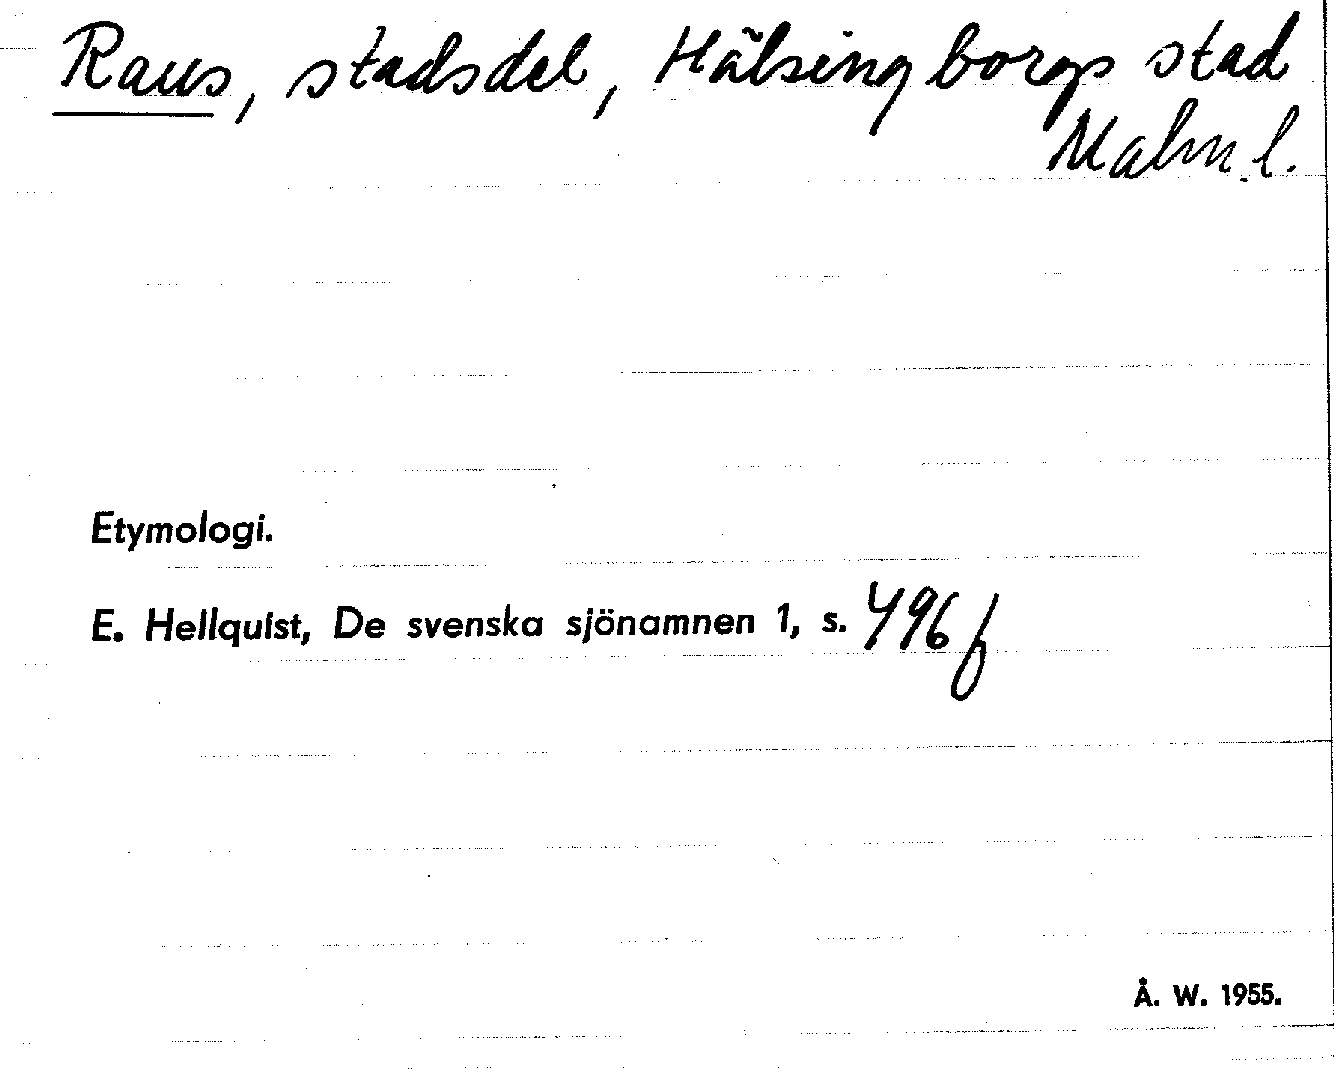 Raus, stadsdel, Hälsingborgs stad
Malm. l.
Etymologi.
E. Hellquist, De svenska sjönamnen 1, s. 496 f
Å. W. 1955.